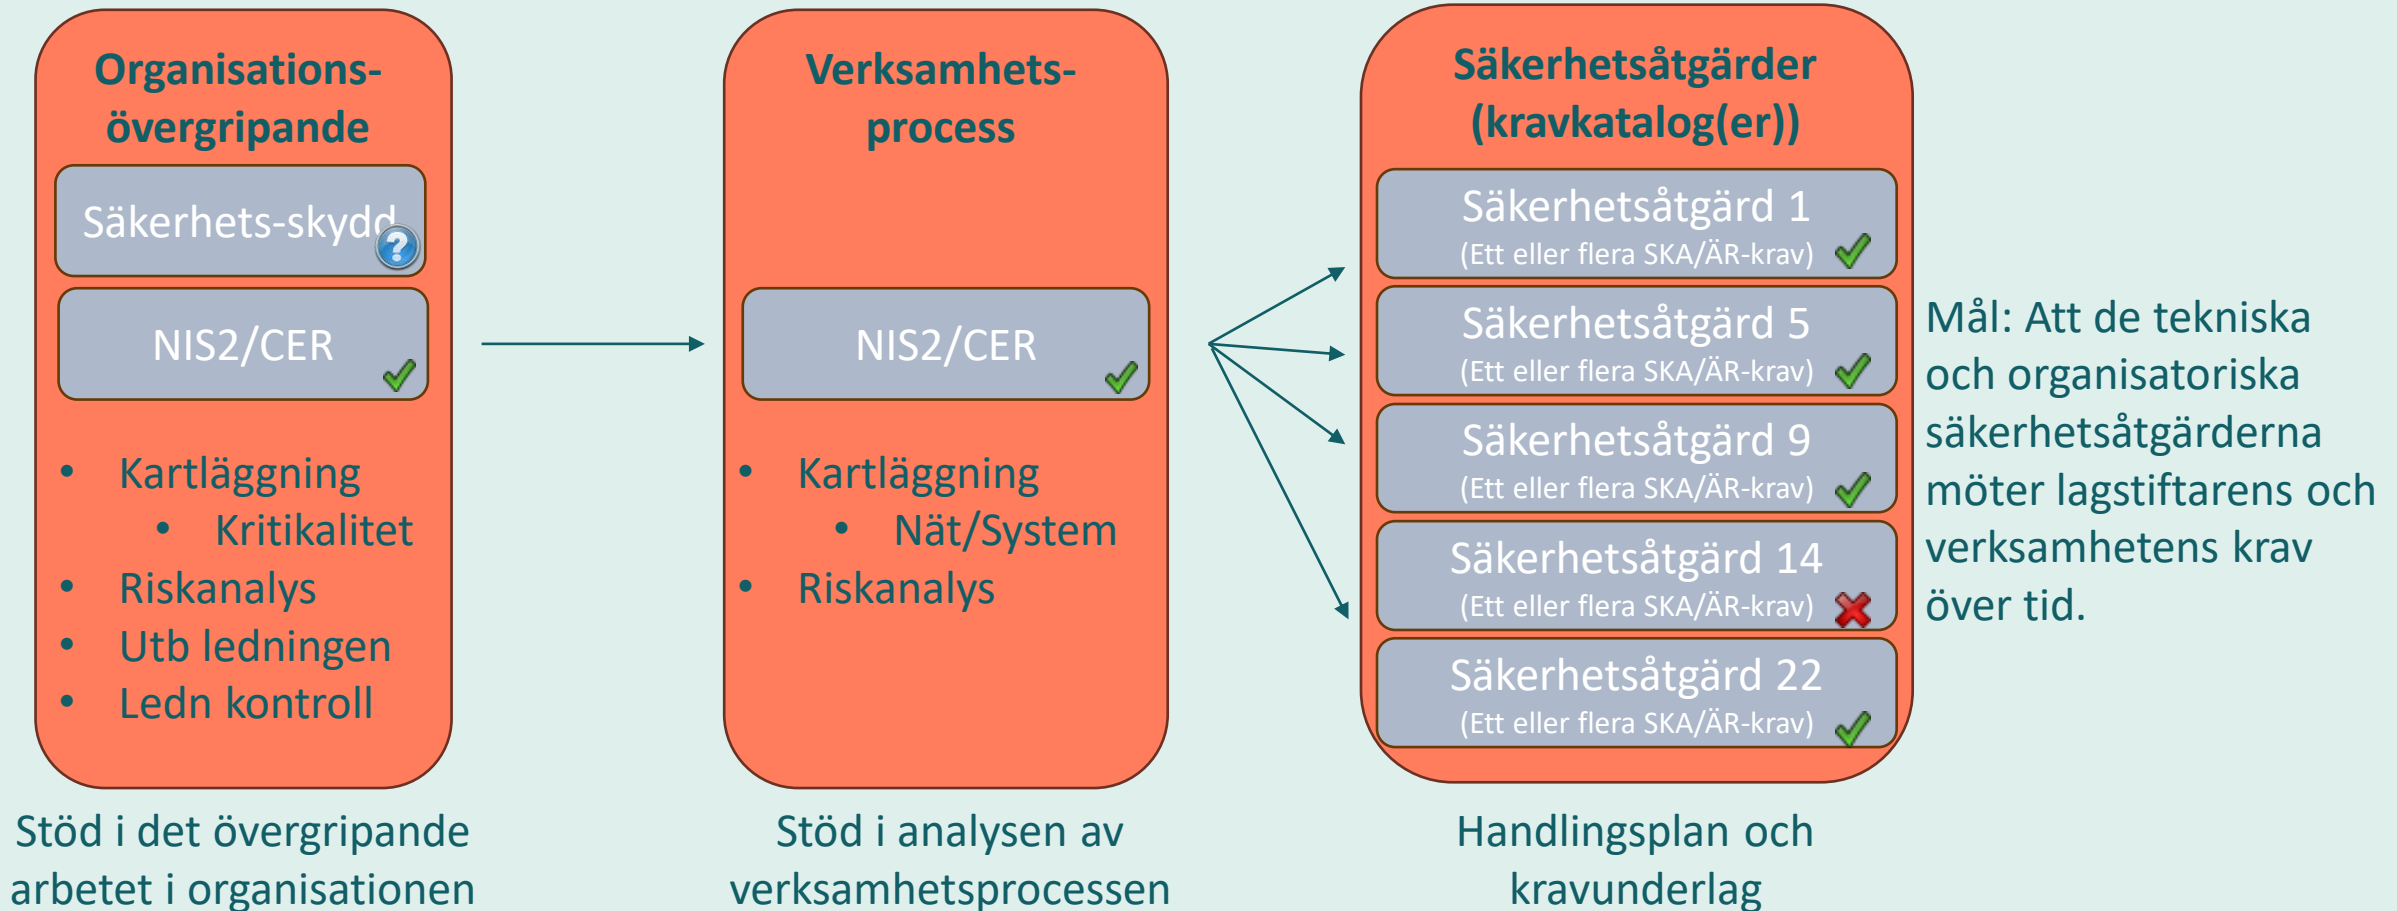 Organisations-
övergripande
Säkerhets-skydd
NIS2/CER
• Kartläggning
• Kritikalitet
• Riskanalys
• Utb ledningen
• Ledn kontroll
Stöd i det övergripande
arbetet i organisationen
Verksamhets-
process
NIS2/CER
• Kartläggning
• Nät/System
• Riskanalys
Stöd i analysen av
verksamhetsprocessen
Säkerhetsåtgärder
(kravkatalog(er))
Säkerhetsåtgärd 1
(Ett eller flera SKA/ÄR-krav)
Säkerhetsåtgärd 5
(Ett eller flera SKA/ÄR-krav)
Säkerhetsåtgärd 9
(Ett eller flera SKA/ÄR-krav)
Säkerhetsåtgärd 14
(Ett eller flera SKA/ÄR-krav)
Säkerhetsåtgärd 22
(Ett eller flera SKA/ÄR-krav)
Handlingsplan och
kravunderlag
Mål: Att de tekniska
och organisatoriska
säkerhetsåtgärderna
möter lagstiftarens och
verksamhetens krav
över tid.